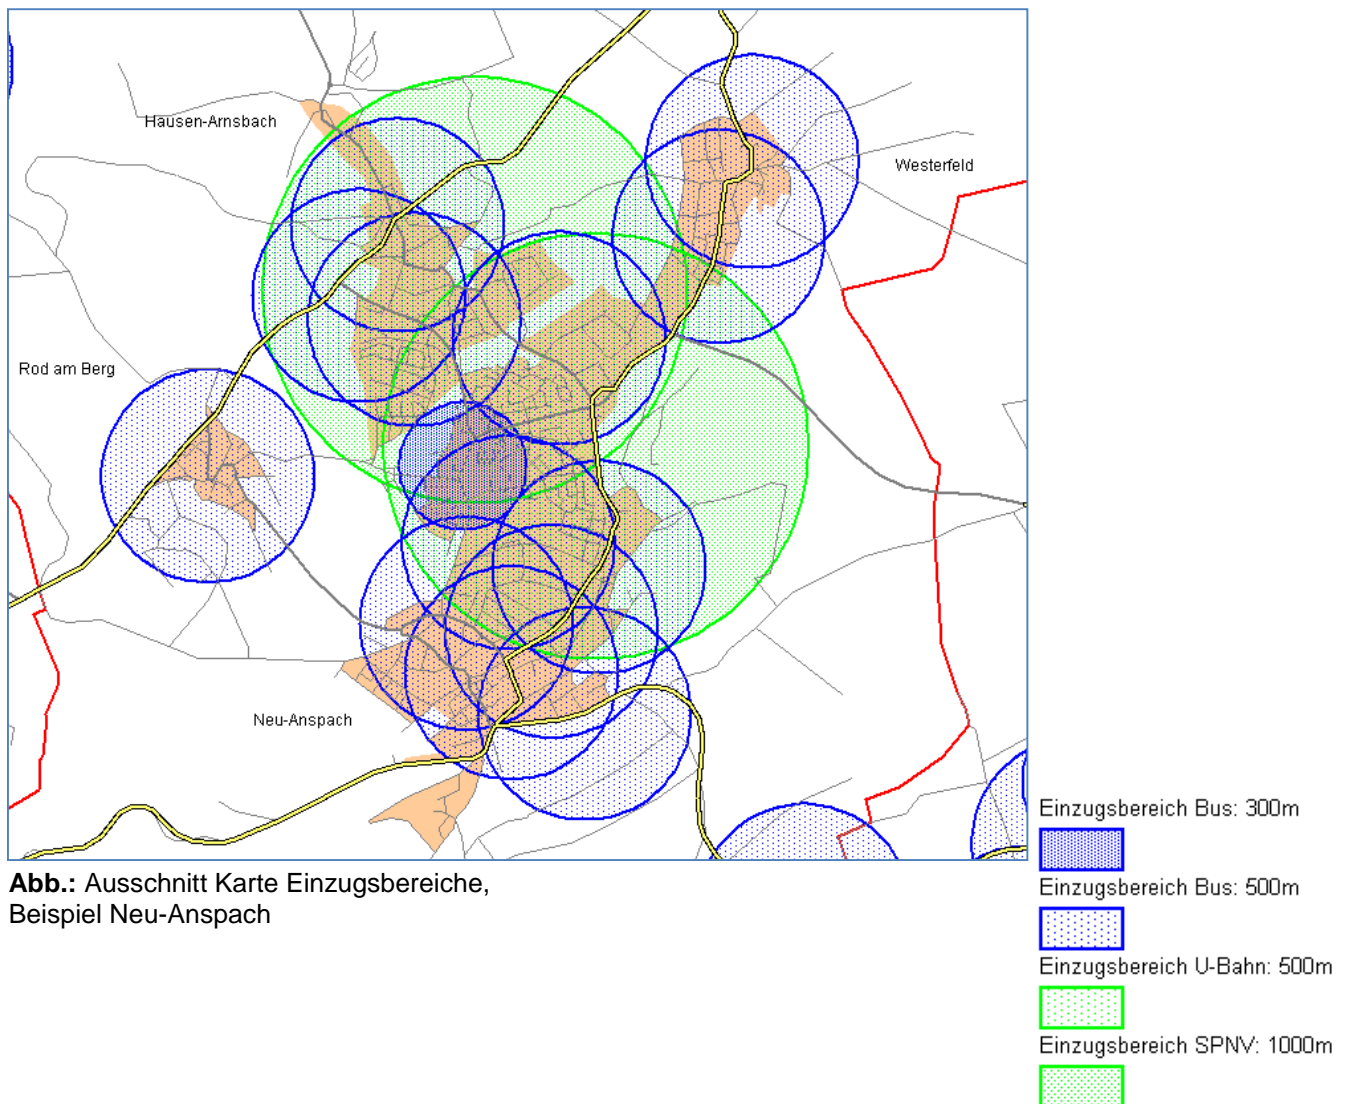 Hausen-Arnsbach
Westerfeld
Rod am Berg
Neu-Anspach
Einzugsbereich Bus: 300m
Einzugsbereich Bus: 500m
Einzugsbereich U-Bahn: 500m
Einzugsbereich SPNV: 1000m
Abb.: Ausschnitt Karte Einzugsbereiche,
Beispiel Neu-Anspach